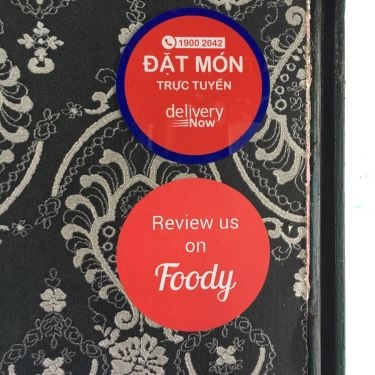 1900 2042
ĐẶT MÓN
TRỰC TUYẾN
delivery
Now
Review us
on
Foody